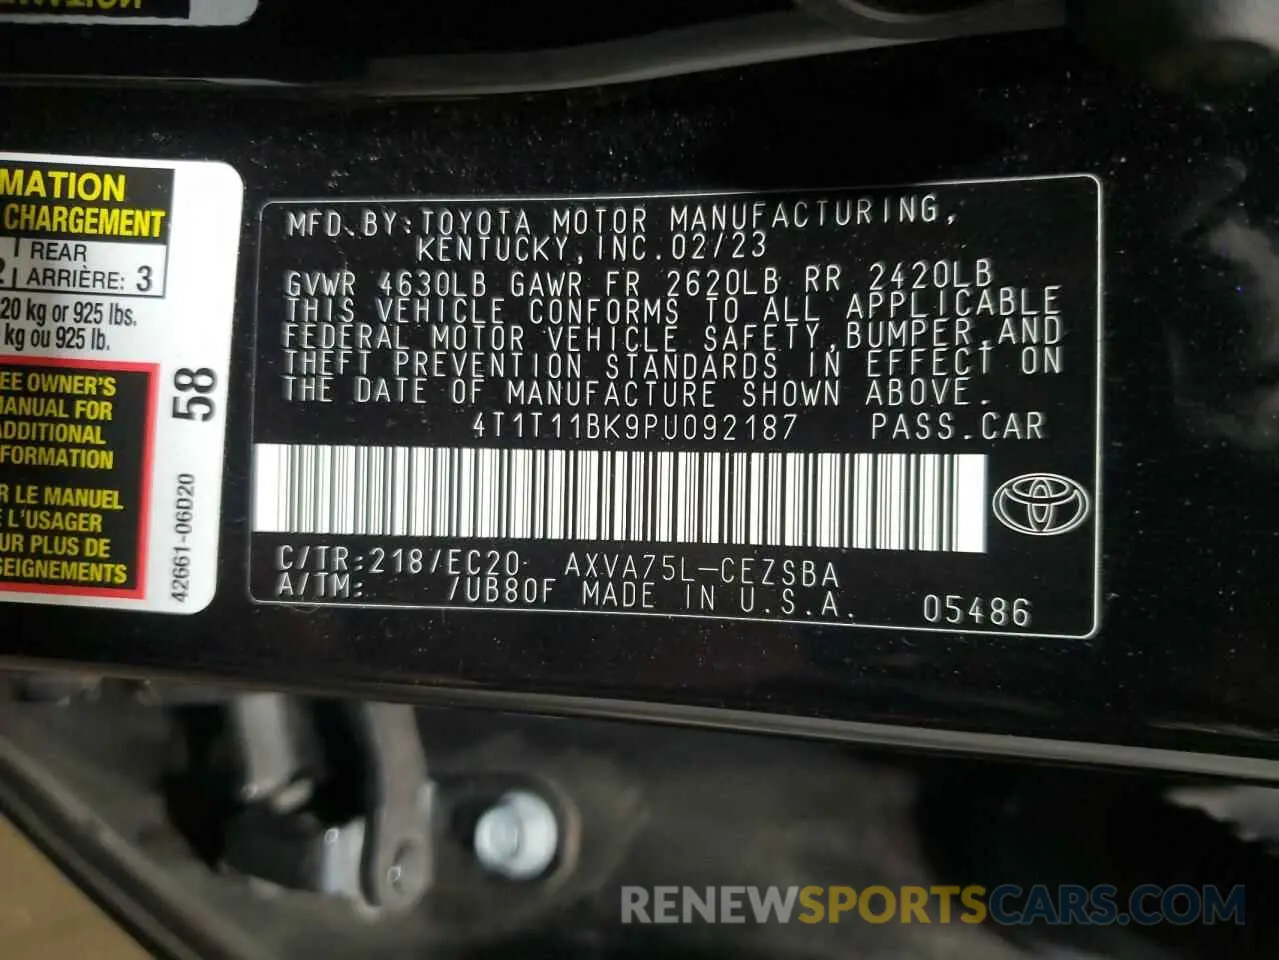 MATION
CHARGEMENT
REAR
ARRIÈRE: 3
20 kg or 925 lbs.
kg ou 925 lb.
EE OWNER'S
MANUAL FOR
ADDITIONAL
FORMATION
R LE MANUEL
L'USAGER
UR PLUS DE
SEIGNEMENTS
58
42661-06D20
MFD.BY:TOYOTA MOTOR MANUFACTURING,
KENTUCKY,INC.02/23
GVWR 4630LB GAWR FR 2620LB RR 2420LB
THIS VEHICLE CONFORMS TO ALL APPLICABLE
FEDERAL MOTOR VEHICLE SAFETY,BUMPER,AND
THEFT PREVENTION STANDARDS IN EFFECT ON
THE DATE OF MANUFACTURE SHOWN ABOVE.
4T1T11BK9PU092187 PASS.CAR
C/TR:218/EC20 AXVA75L-CEZSBA
A/TM: /UB80F MADE IN U.S.A. 05486
RENEWSPORTSCARS.COM